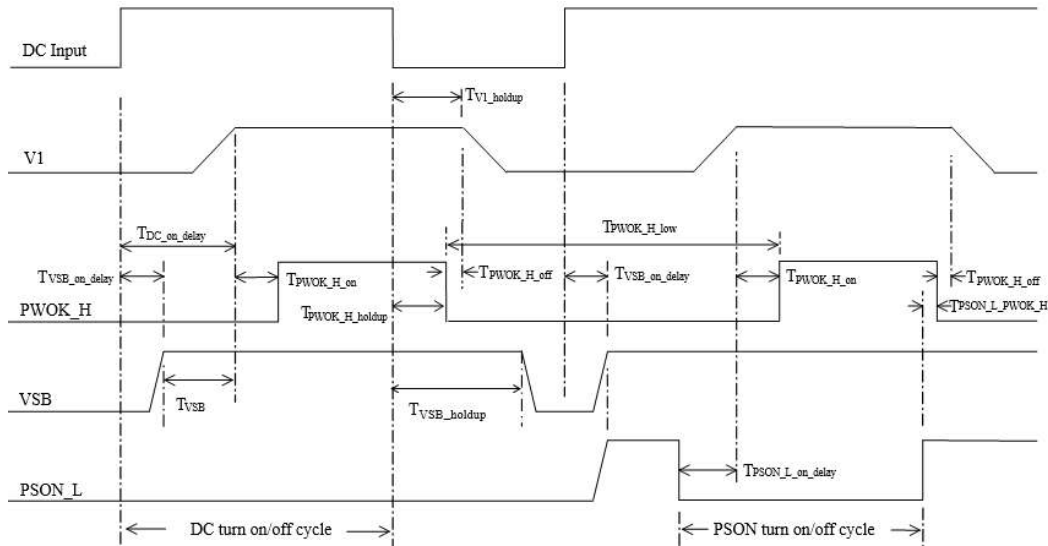 DC Input
TV1_holdup
V1
TDC_on_delay
TPWOK_H_low
TVSB_on_delay
TPWOK_H_on
TPWOK_H_off
TVSB_on_delay
TPWOK_H_on
TPWOK_H_off
PWOK_H
TPWOK_H_holdup
TPSON_L_PWOK_H
VSB
TVSB
TVSB_holdup
PSON_L
TPSON_L_on_delay
DC turn on/off cycle
PSON turn on/off cycle